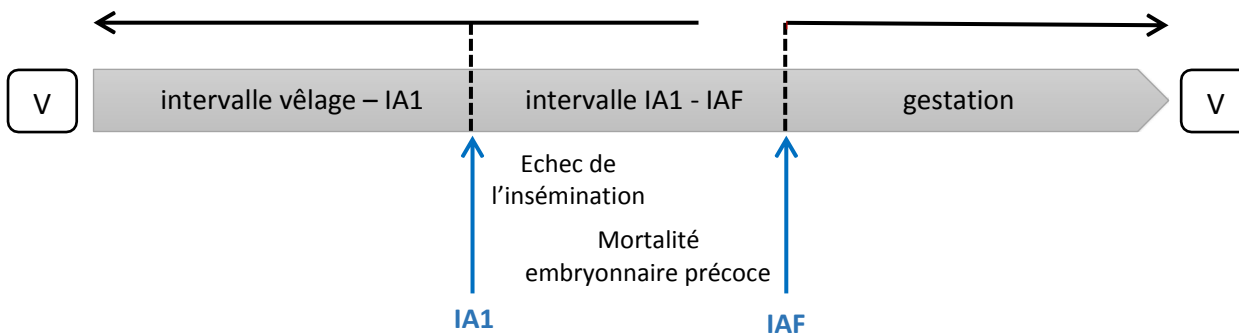 V
intervalle vêlage – IA1
intervalle IA1 - IAF
gestation
V
Echec de
l’insémination
Mortalité
embryonnaire précoce
IA1
IAF